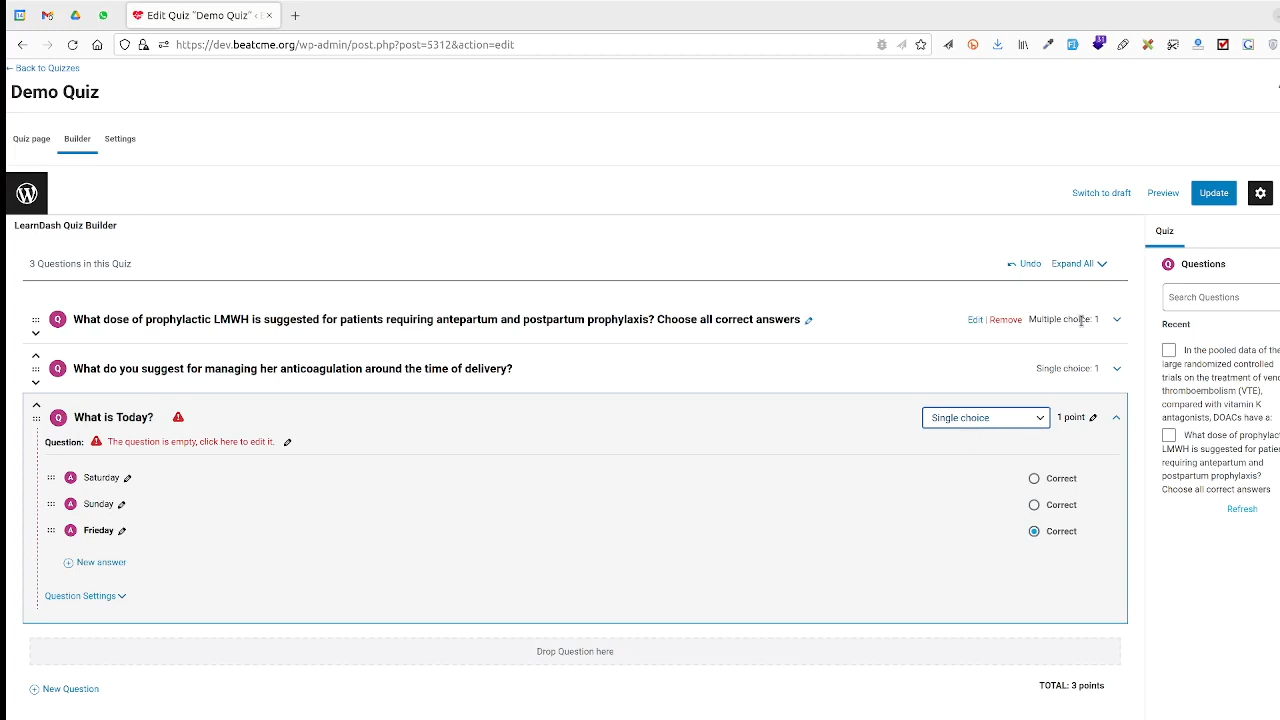 Edit Quiz "Demo Quiz" ‹ E
https://dev.beatcme.org/wp-admin/post.php?post=5312&action=edit
← Back to Quizzes
Demo Quiz
Quiz page Builder Settings
Switch to draft Preview Update
LearnDash Quiz Builder
Quiz
3 Questions in this Quiz
Undo Expand All
Q Questions
Search Questions
Recent
Q What dose of prophylactic LMWH is suggested for patients requiring antepartum and postpartum prophylaxis? Choose all correct answers
Edit | Remove Multiple choice: 1
Q What do you suggest for managing her anticoagulation around the time of delivery?
Single choice: 1
In the pooled data of the
large randomized controlled
trials on the treatment of veno
thromboembolism (VTE),
compared with vitamin K
antagonists, DOACs have a:
What dose of prophylact
LMWH is suggested for patien
requiring antepartum and
postpartum prophylaxis?
Choose all correct answers
Refresh
Q What is Today?
Single choice 1 point
Question: The question is empty, click here to edit it.
A Saturday Correct
A Sunday Correct
A Frieday Correct
New answer
Question Settings
Drop Question here
New Question
TOTAL: 3 points